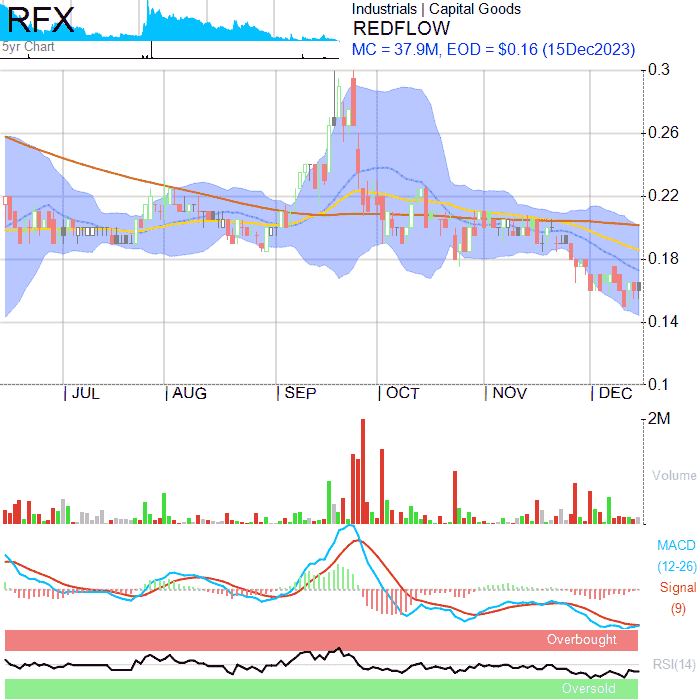 RFX
5yr Chart
Industrials | Capital Goods
REDFLOW
MC = 37.9M, EOD = $0.16 (15Dec2023)
0.3
0.26
0.22
0.18
0.14
0.1
| JUL | AUG | SEP | OCT | NOV | DEC
2M
Volume
MACD
(12-26)
Signal
(9)
Overbought
RSI(14)
Oversold